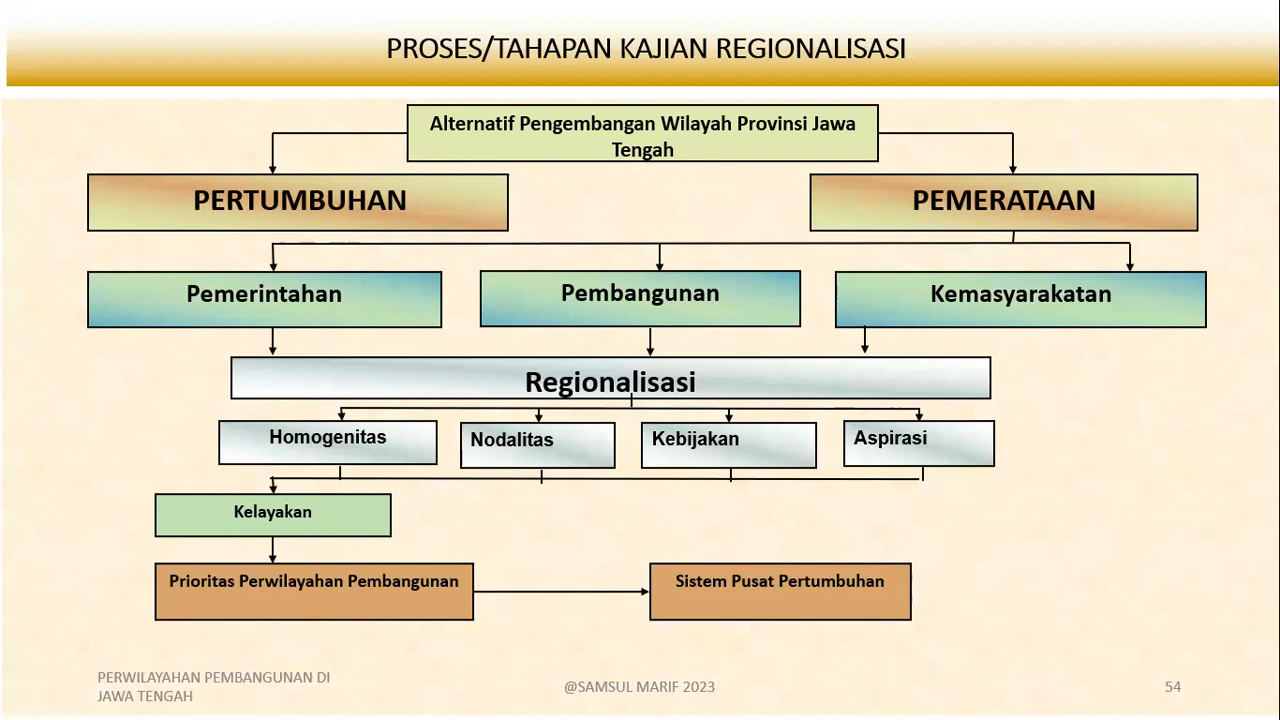 PROSES/TAHAPAN KAJIAN REGIONALISASI
Alternatif Pengembangan Wilayah Provinsi Jawa
Tengah
PERTUMBUHAN
PEMERATAAN
Pemerintahan
Pembangunan
Kemasyarakatan
Regionalisasi
Homogenitas
Nodalitas
Kebijakan
Aspirasi
Kelayakan
Prioritas Perwilayahan Pembangunan
Sistem Pusat Pertumbuhan
PERWILAYAHAN PEMBANGUNAN DI
JAWA TENGAH
@SAMSUL MARIF 2023
54